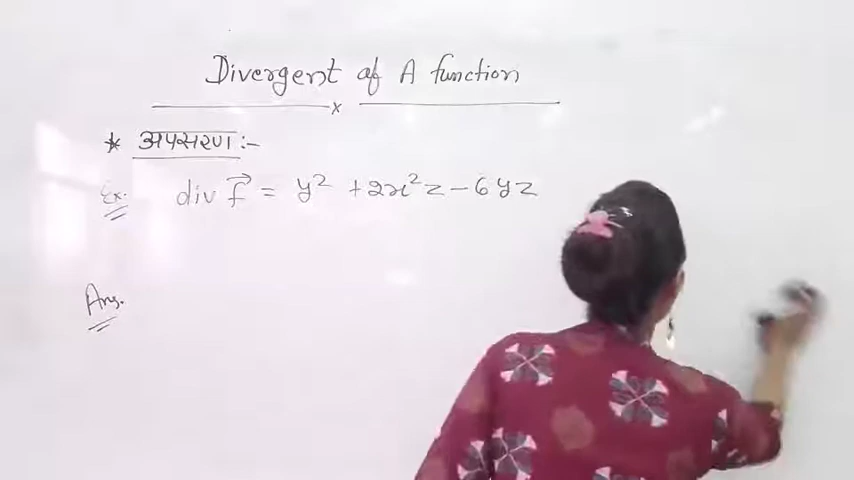 Divergent of A function
x
* अपसरण :-
Ex. div f⃗ = y² + 2x²z - 6yz
Ans.